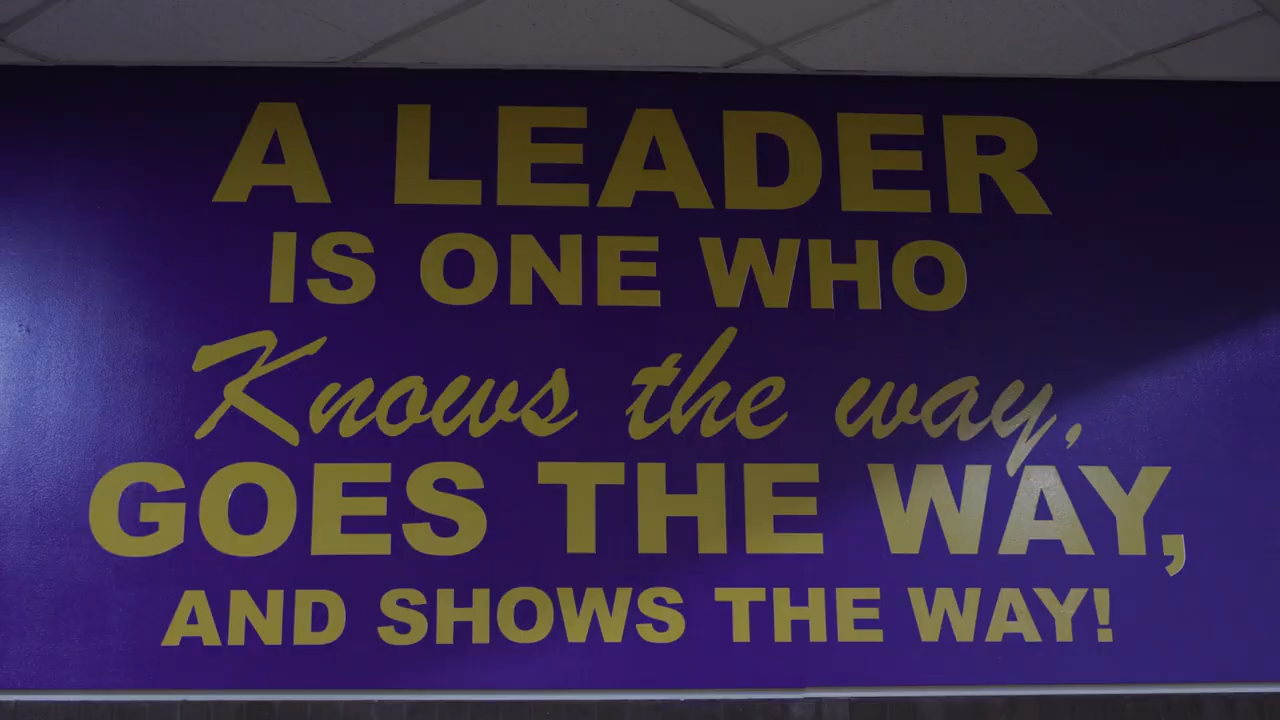 A LEADER
IS ONE WHO
Knows the way,
GOES THE WAY,
AND SHOWS THE WAY!